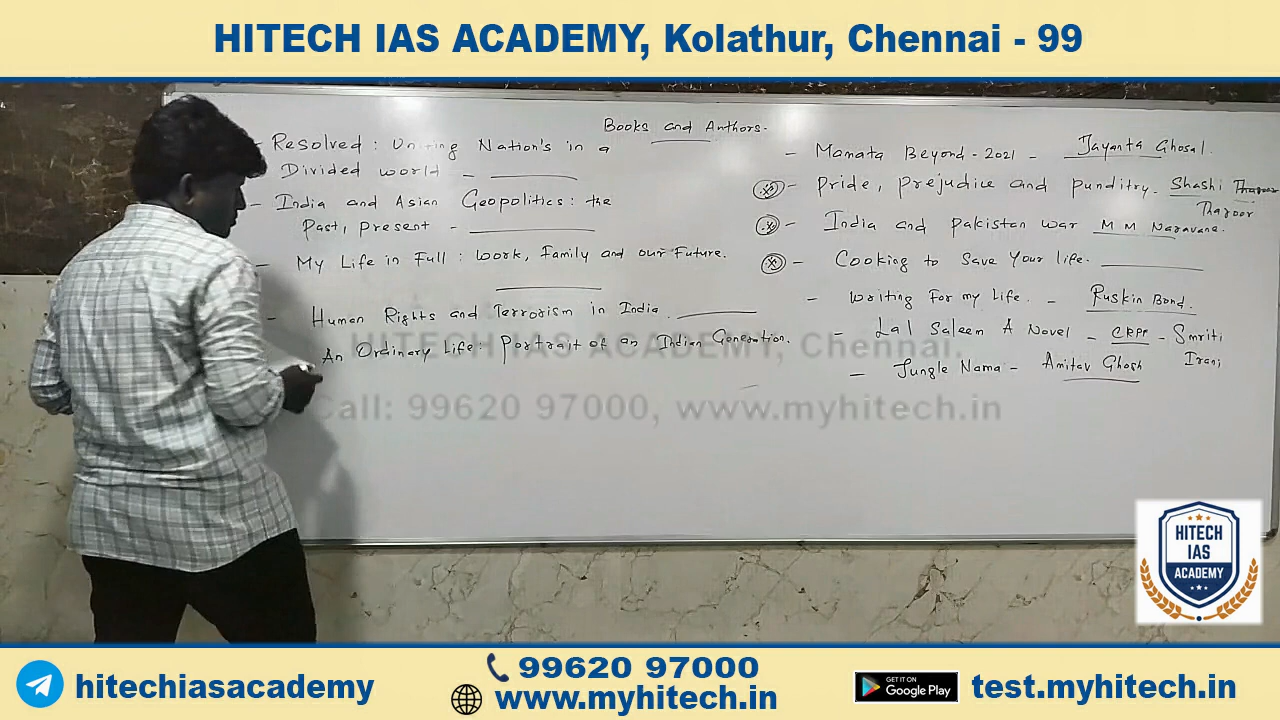 HITECH IAS ACADEMY, Kolathur, Chennai - 99
Books and Authors.
- Resolved : Uniting Nation's in a
Divided world -
- India and Asian Geopolitics : the
Past, Present -
- My Life in Full : Work, Family and our Future.
- Human Rights and Terrorism in India.
An Ordinary Life : Portrait of an Indian Generation.
- Mamata Beyond - 2021 - Jayanta Ghosal.
- Pride, Prejudice and Punditry. Shashi Tharoor
Tharoor
- India and Pakistan war M M Naravane.
- Cooking to Save Your life.
- Writing For my Life. - Ruskin Bond.
- Lal Saleem A Novel - CRPF - Smriti
Irani
- Jungle Nama - Amitav Ghosh
HITECH IAS ACADEMY, Chennai.
Call: 99620 97000, www.myhitech.in
HITECH
IAS
ACADEMY
hitechiasacademy
99620 97000
www.myhitech.in
GET IT ON
Google Play
test.myhitech.in